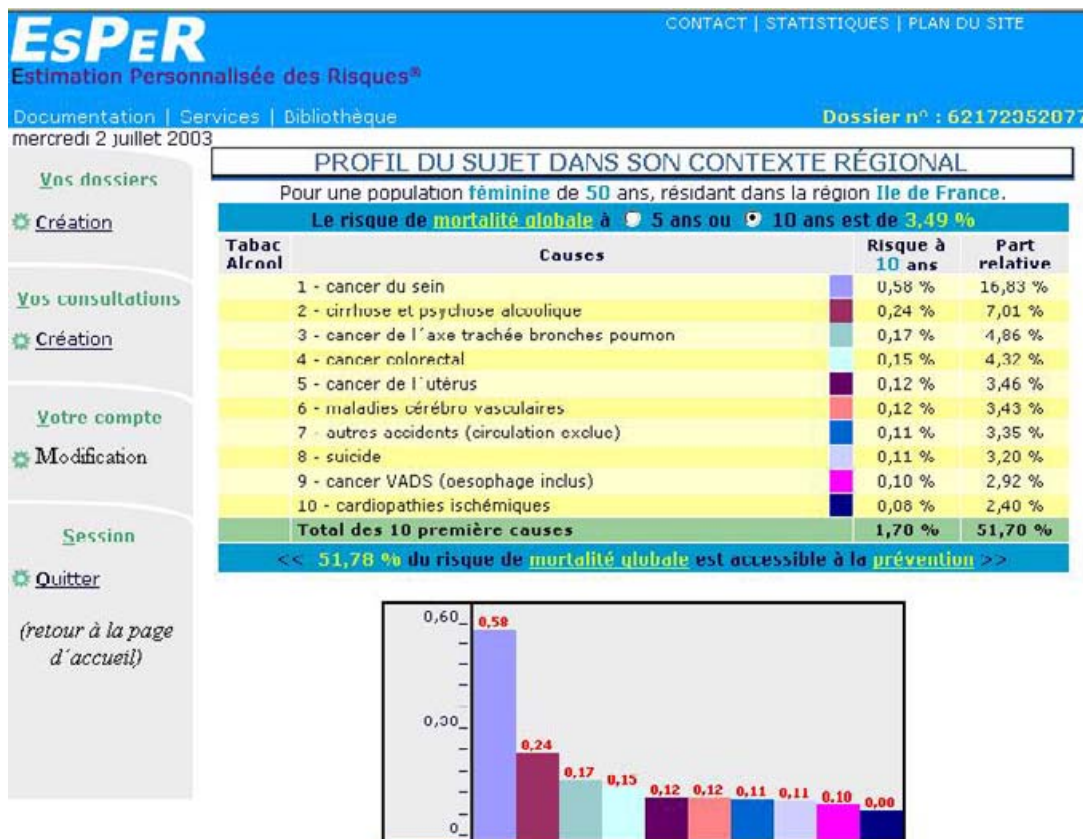 CONTACT | STATISTIQUES | PLAN DU SITE
EsPeR
Estimation Personnalisée des Risques®
Documentation | Services | Bibliothèque
Dossier n° : 62172352077
mercredi 2 juillet 2003
Vos dossiers
Création
Vos consultations
Création
Votre compte
Modification
Session
Quitter
(retour à la page
d´accueil)
PROFIL DU SUJET DANS SON CONTEXTE RÉGIONAL
Pour une population féminine de 50 ans, résidant dans la région Ile de France.
Le risque de mortalité globale à 5 ans ou 10 ans est de 3,49 %
Tabac Alcool Causes Risque à 10 ans Part relative
1 - cancer du sein 0,58 % 16,83 %
2 - cirrhose et psychose alcoolique 0,24 % 7,01 %
3 - cancer de l´axe trachée bronches poumon 0,17 % 4,86 %
4 - cancer colorectal 0,15 % 4,32 %
5 - cancer de l´utérus 0,12 % 3,46 %
6 - maladies cérébro vasculaires 0,12 % 3,43 %
7 - autres accidents (circulation exclue) 0,11 % 3,35 %
8 - suicide 0,11 % 3,20 %
9 - cancer VADS (oesophage inclus) 0,10 % 2,92 %
10 - cardiopathies ischémiques 0,08 % 2,40 %
Total des 10 première causes 1,70 % 51,70 %
<< 51,78 % du risque de mortalité globale est accessible à la prévention >>
0,60
0,58
0,30
0,24
0,17
0,15
0,12
0,12
0,11
0,11
0,10
0,00
0